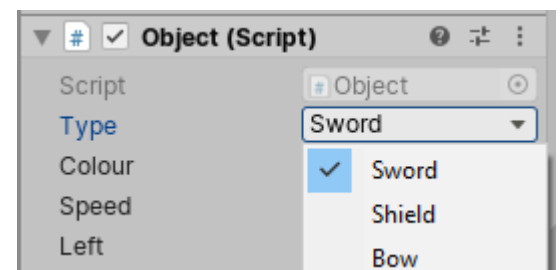 Object (Script)
Script Object
Type Sword
Colour Sword
Speed Shield
Left Bow